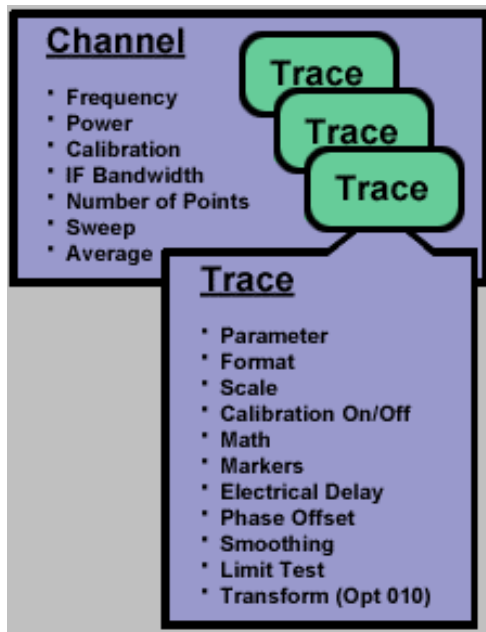 Channel
· Frequency
· Power
· Calibration
· IF Bandwidth
· Number of Points
· Sweep
· Average
Trace
Trace
Trace
Trace
· Parameter
· Format
· Scale
· Calibration On/Off
· Math
· Markers
· Electrical Delay
· Phase Offset
· Smoothing
· Limit Test
· Transform (Opt 010)